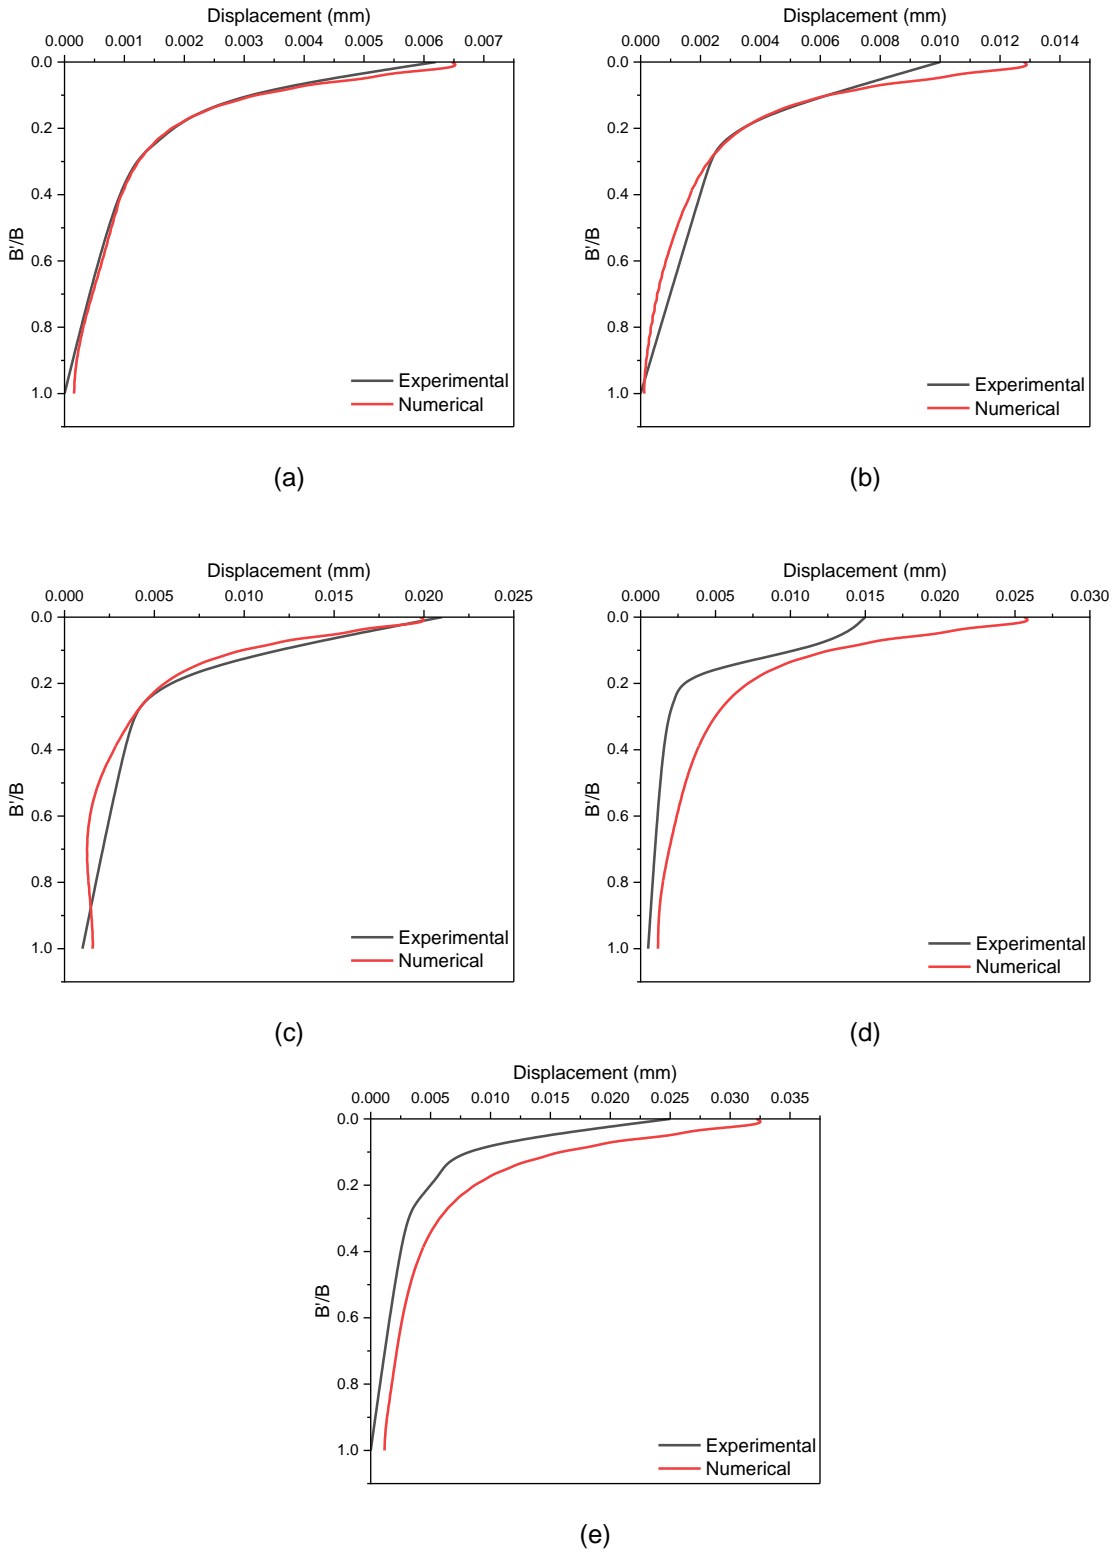 Displacement (mm)
0.000 0.001 0.002 0.003 0.004 0.005 0.006 0.007
0.0
0.2
0.4
0.6
0.8
1.0
B'/B
Experimental
Numerical
(a)
Displacement (mm)
0.000 0.002 0.004 0.006 0.008 0.010 0.012 0.014
0.0
0.2
0.4
0.6
0.8
1.0
B'/B
Experimental
Numerical
(b)
Displacement (mm)
0.000 0.005 0.010 0.015 0.020 0.025
0.0
0.2
0.4
0.6
0.8
1.0
B'/B
Experimental
Numerical
(c)
Displacement (mm)
0.000 0.005 0.010 0.015 0.020 0.025 0.030
0.0
0.2
0.4
0.6
0.8
1.0
B'/B
Experimental
Numerical
(d)
Displacement (mm)
0.000 0.005 0.010 0.015 0.020 0.025 0.030 0.035
0.0
0.2
0.4
0.6
0.8
1.0
B'/B
Experimental
Numerical
(e)